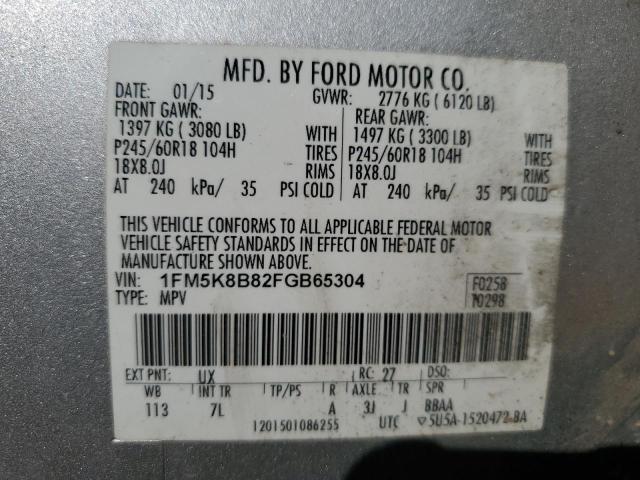 MFD. BY FORD MOTOR CO.
DATE: 01/15 GVWR: 2776 KG ( 6120 LB)
FRONT GAWR: REAR GAWR:
1397 KG ( 3080 LB) WITH 1497 KG ( 3300 LB) WITH
P245/60R18 104H TIRES P245/60R18 104H TIRES
18X8.0J RIMS 18X8.0J RIMS
AT 240 kPa/ 35 PSI COLD AT 240 kPa/ 35 PSI COLD
THIS VEHICLE CONFORMS TO ALL APPLICABLE FEDERAL MOTOR
VEHICLE SAFETY STANDARDS IN EFFECT ON THE DATE OF
MANUFACTURE SHOWN ABOVE.
VIN: 1FM5K8B82FGB65304 F0258
TYPE: MPV T0298
EXT PNT: UX RC: 27 DSO:
WB INT TR TP/PS R AXLE TR SPR
113 7L A 3J J BBAA
1201501086255 UTC ▽5U5A-1520472-BA